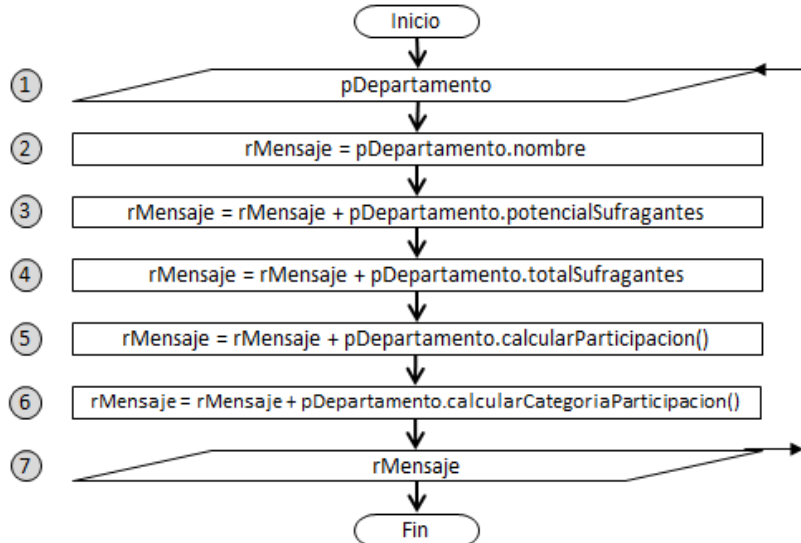 Inicio
1
pDepartamento
2
rMensaje = pDepartamento.nombre
3
rMensaje = rMensaje + pDepartamento.potencialSufragantes
4
rMensaje = rMensaje + pDepartamento.totalSufragantes
5
rMensaje = rMensaje + pDepartamento.calcularParticipacion()
6
rMensaje = rMensaje + pDepartamento.calcularCategoriaParticipacion()
7
rMensaje
Fin